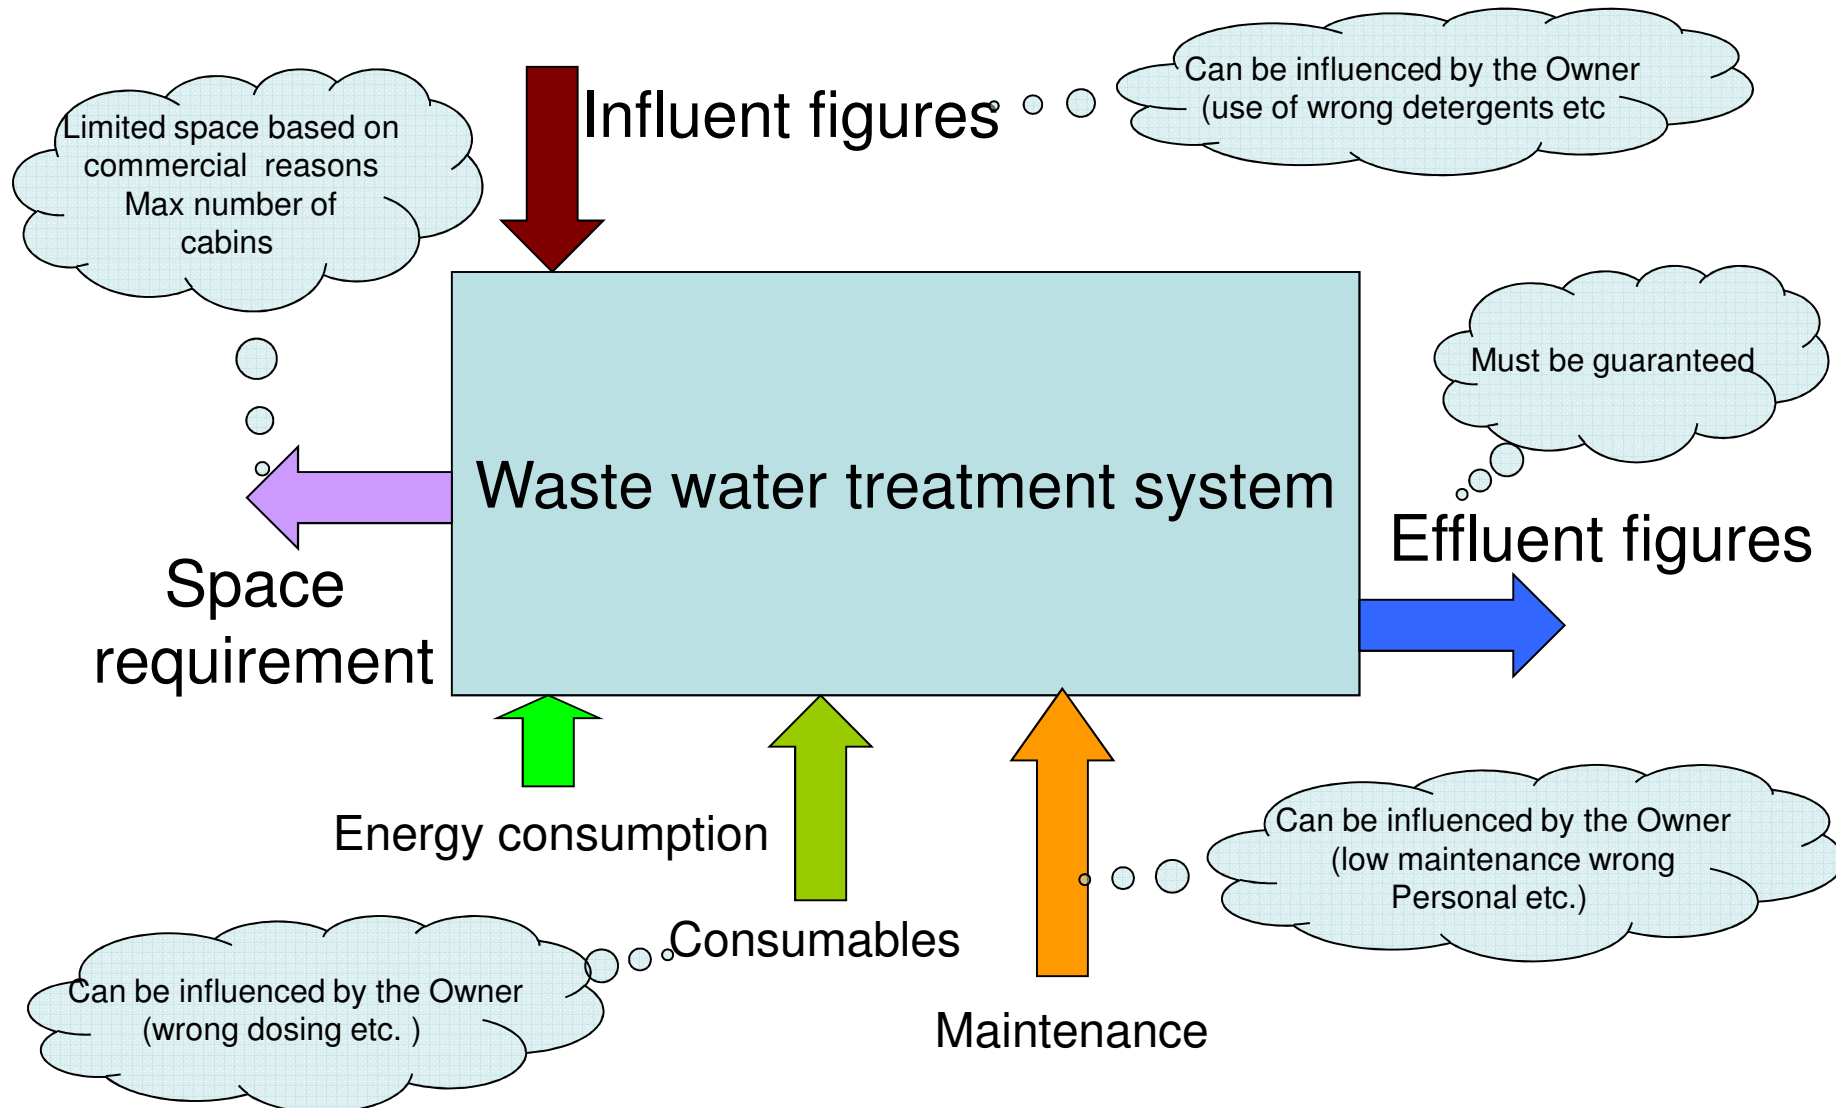 Influent figures
Can be influenced by the Owner
(use of wrong detergents etc
Limited space based on
commercial  reasons
Max number of
cabins
Must be guaranteed
Waste water treatment system
Effluent figures
Space
requirement
Energy consumption
Can be influenced by the Owner
(low maintenance wrong
Personal etc.)
Consumables
Can be influenced by the Owner
(wrong dosing etc. )
Maintenance